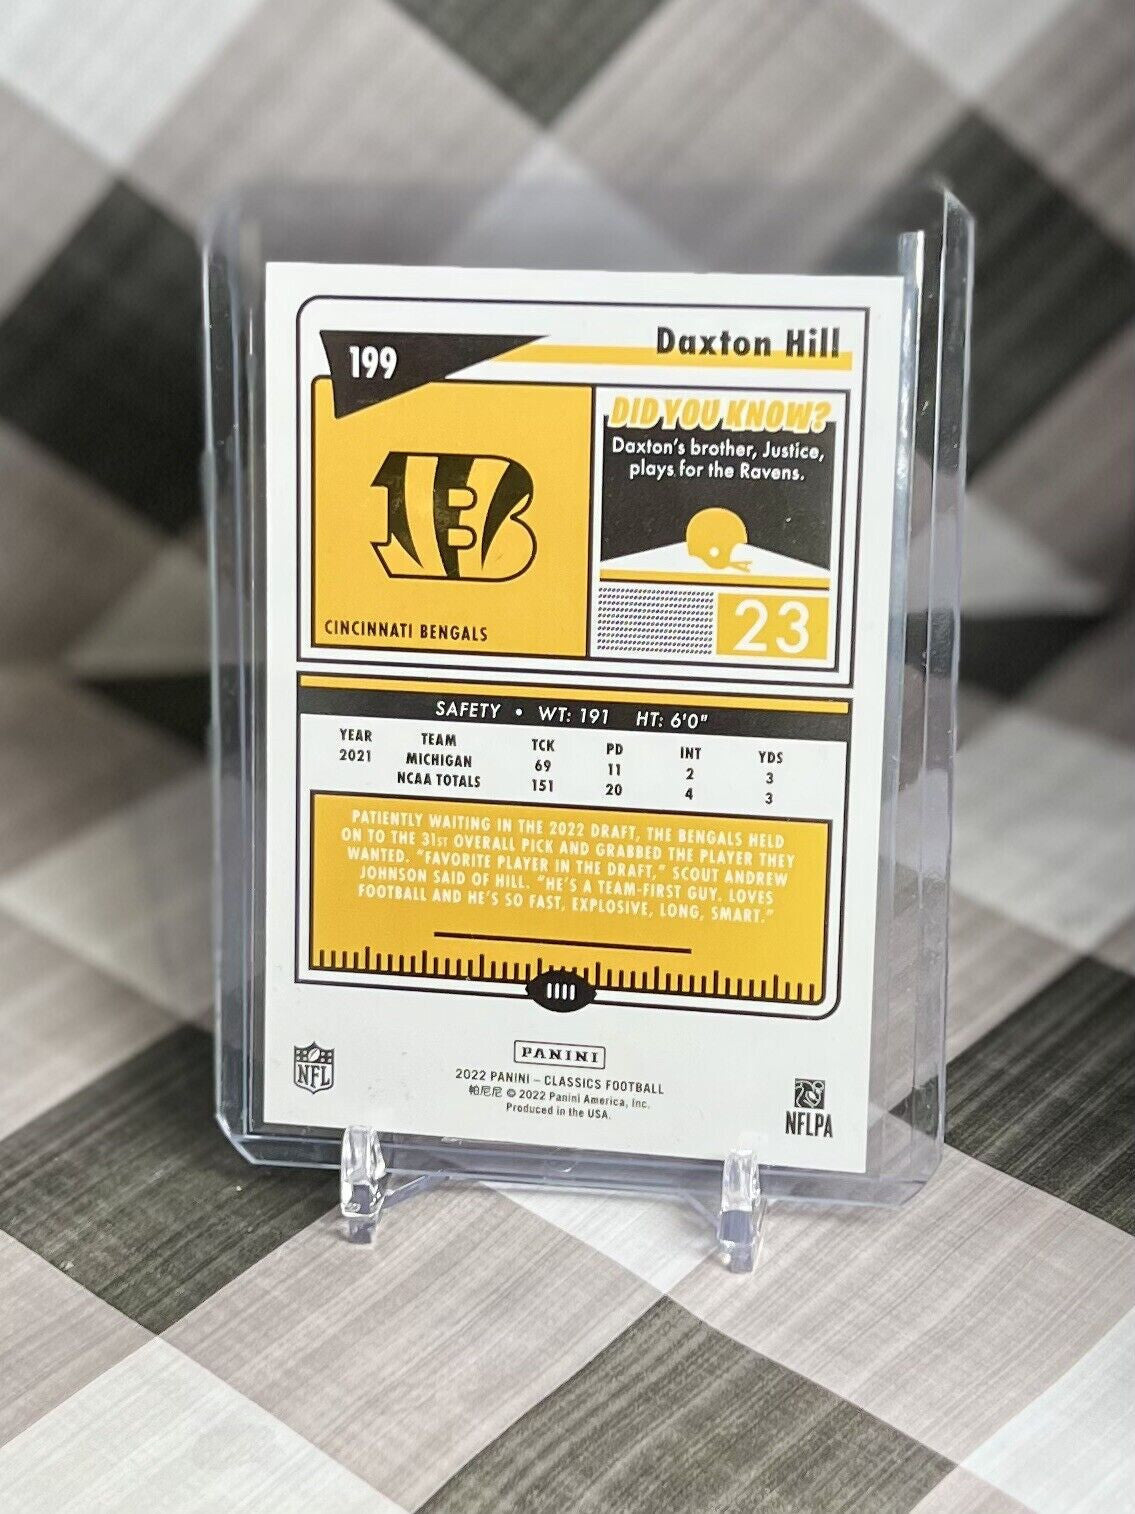 199
Daxton Hill
DID YOU KNOW?
Daxton's brother, Justice,
plays for the Ravens.
B
CINCINNATI BENGALS
23
SAFETY • WT: 191 HT: 6'0"
YEAR TEAM TCK PD INT YDS
2021 MICHIGAN 69 11 2 3
NCAA TOTALS 151 20 4 3
PATIENTLY WAITING IN THE 2022 DRAFT, THE BENGALS HELD
ON TO THE 31ST OVERALL PICK AND GRABBED THE PLAYER THEY
WANTED. "FAVORITE PLAYER IN THE DRAFT," SCOUT ANDREW
JOHNSON SAID OF HILL. "HE'S A TEAM-FIRST GUY. LOVES
FOOTBALL AND HE'S SO FAST, EXPLOSIVE, LONG, SMART."
PANINI
2022 PANINI – CLASSICS FOOTBALL
帕尼尼 © 2022 Panini America, Inc.
Produced in the USA.
NFL
NFLPA